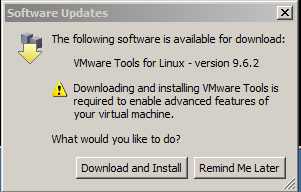 Software Updates
The following software is available for download:
VMware Tools for Linux - version 9.6.2
Downloading and installing VMware Tools is
required to enable advanced features of
your virtual machine.
What would you like to do?
Download and Install
Remind Me Later